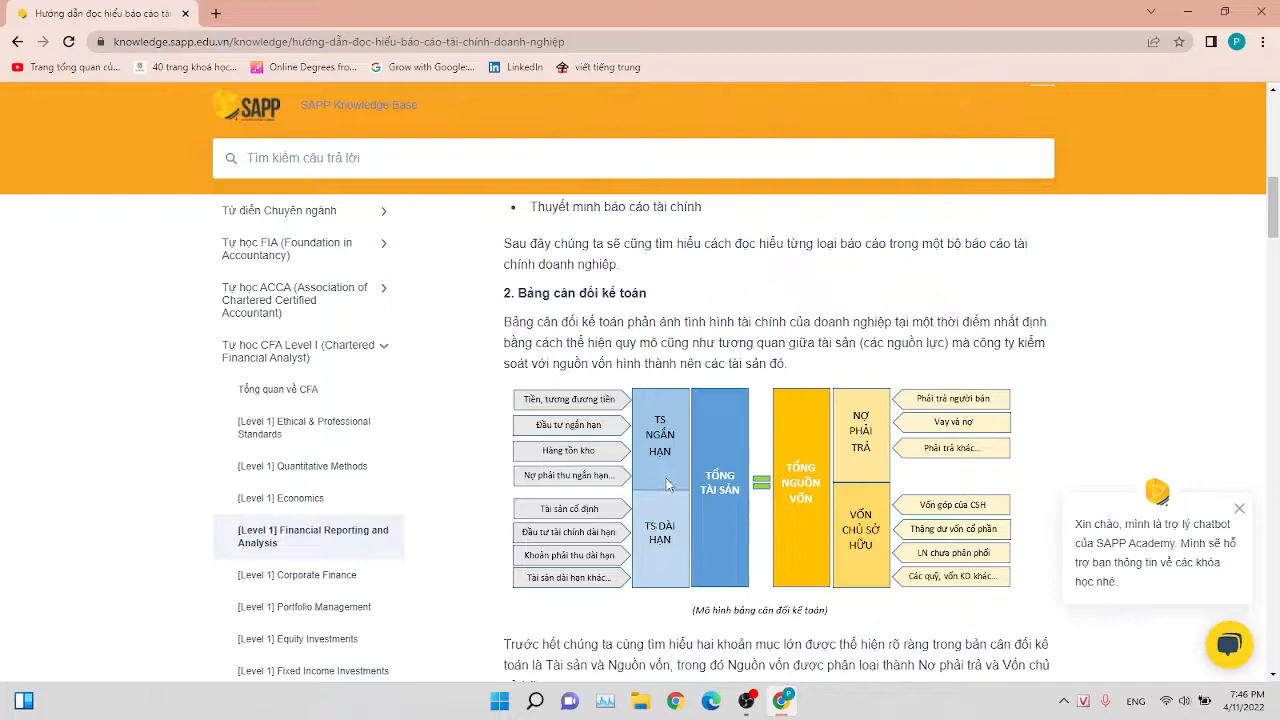 Hướng dẫn đọc hiểu báo cáo tài
knowledge.sapp.edu.vn/knowledge/hướng-dẫn-đọc-hiểu-báo-cáo-tài-chính-doanh-nghiệp
P
Trang tổng quan củ...
40 trang khoá học...
Online Degrees fro...
Grow with Google:...
LinkedIn
viết tiếng trung
SAPP
SAPP Knowledge Base
Tìm kiếm câu trả lời
Từ điển Chuyên ngành
Tự học FIA (Foundation in
Accountancy)
Tự học ACCA (Association of
Chartered Certified
Accountant)
Tự học CFA Level I (Chartered
Financial Analyst)
Tổng quan về CFA
[Level 1] Ethical & Professional
Standards
[Level 1] Quantitative Methods
[Level 1] Economics
[Level 1] Financial Reporting and
Analysis
[Level 1] Corporate Finance
[Level 1] Portfolio Management
[Level 1] Equity Investments
[Level 1] Fixed Income Investments
• Thuyết minh báo cáo tài chính
Sau đây chúng ta sẽ cùng tìm hiểu cách đọc hiểu từng loại báo cáo trong một bộ báo cáo tài
chính doanh nghiệp.
2. Bảng cân đối kế toán
Bảng cân đối kế toán phản ánh tình hình tài chính của doanh nghiệp tại một thời điểm nhất định
bằng cách thể hiện quy mô cũng như tương quan giữa tài sản (các nguồn lực) mà công ty kiểm
soát với nguồn vốn hình thành nên các tài sản đó.
Tiền, tương đương tiền
Đầu tư ngắn hạn
Hàng tồn kho
Nợ phải thu ngắn hạn...
Tài sản cố định
Đầu tư tài chính dài hạn
Khoản phải thu dài hạn
Tài sản dài hạn khác...
TS
NGẮN
HẠN
TS DÀI
HẠN
TỔNG
TÀI SẢN
TỔNG
NGUỒN
VỐN
NỢ
PHẢI
TRẢ
VỐN
CHỦ SỞ
HỮU
Phải trả người bán
Vay và nợ
Phải trả khác...
Vốn góp của CSH
Thặng dư vốn cổ phần
LN chưa phân phối
Các quỹ, vốn KD khác...
(Mô hình bảng cân đối kế toán)
Trước hết chúng ta cùng tìm hiểu hai khoản mục lớn được thể hiện rõ ràng trong bản cân đối kế
toán là Tài sản và Nguồn vốn, trong đó Nguồn vốn được phân loại thành Nợ phải trả và Vốn chủ
Xin chào, mình là trợ lý chatbot
của SAPP Academy. Mình sẽ hỗ
trợ bạn thông tin về các khóa
học nhé.
P
V
ENG
7:46 PM
4/11/2022